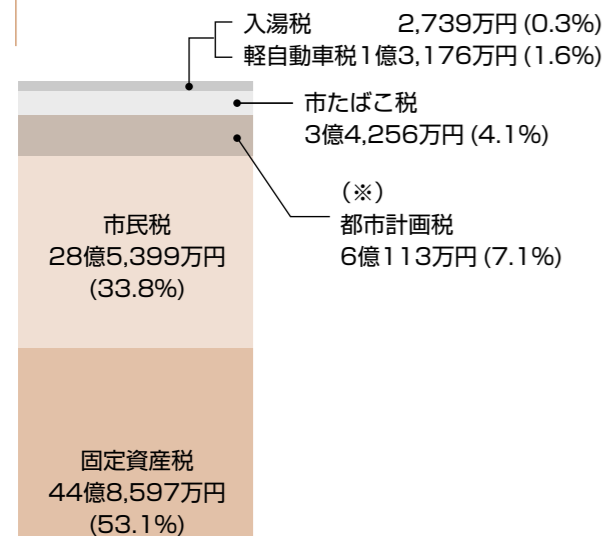 入湯税 2,739万円 (0.3%)
軽自動車税1億3,176万円 (1.6%)
市たばこ税
3億4,256万円 (4.1%)
(※)
都市計画税
6億113万円 (7.1%)
市民税
28億5,399万円
(33.8%)
固定資産税
44億8,597万円
(53.1%)